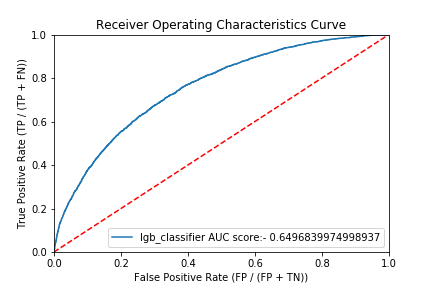 Receiver Operating Characteristics Curve
1.0
0.8
0.6
0.4
0.2
0.0
True Positive Rate (TP / (TP + FN))
lgb_classifier AUC score:- 0.6496839974998937
0.0 0.2 0.4 0.6 0.8 1.0
False Positive Rate (FP / (FP + TN))